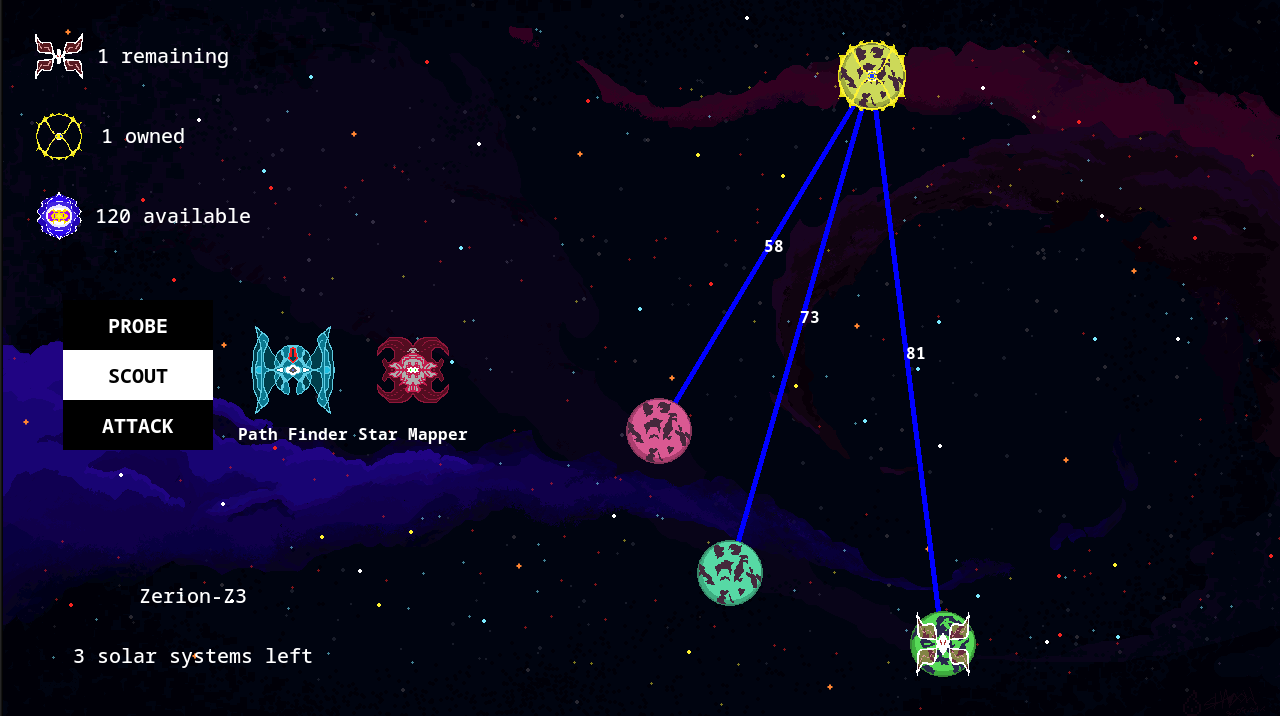 1 remaining
1 owned
120 available
PROBE
SCOUT
ATTACK
Path Finder
Star Mapper
58
73
81
Zerion-Z3
3 solar systems left